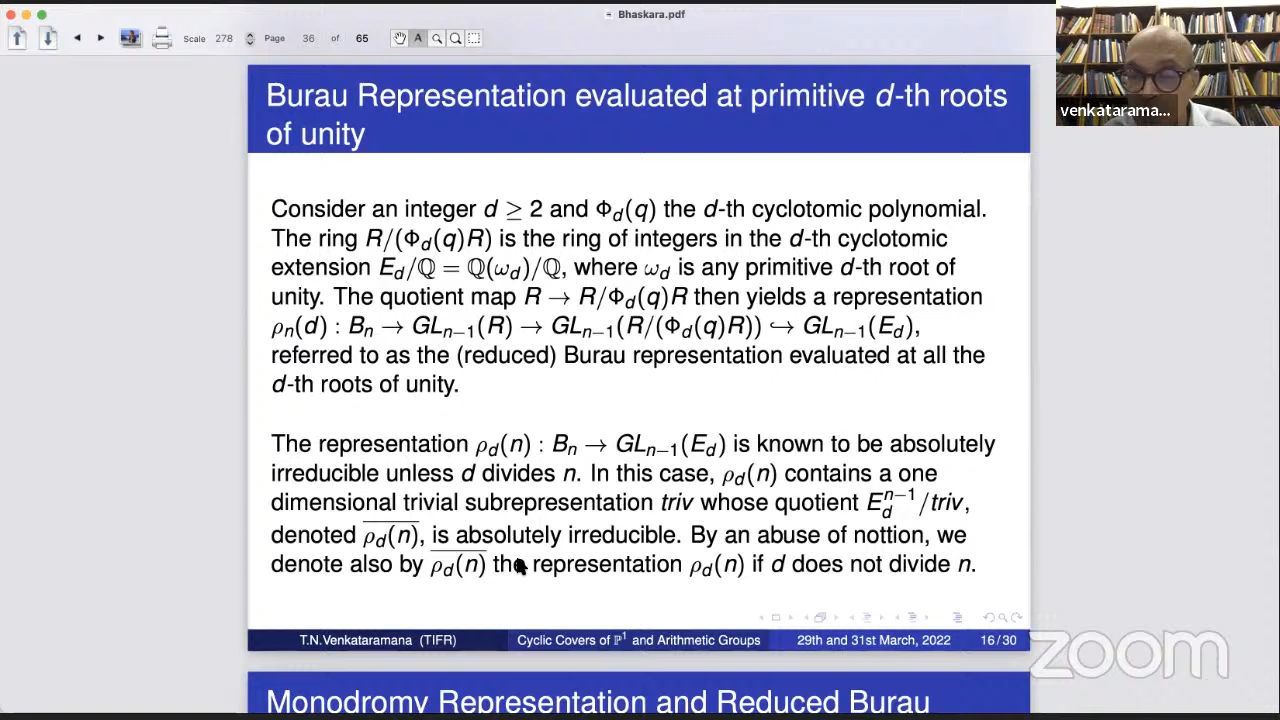 Bhaskara.pdf
Scale 278 Page 36 of 65
venkatarama...
Burau Representation evaluated at primitive d-th roots
of unity
Consider an integer d ≥ 2 and Φ_d(q) the d-th cyclotomic polynomial.
The ring R/(Φ_d(q)R) is the ring of integers in the d-th cyclotomic
extension E_d/ℚ = ℚ(ω_d)/ℚ, where ω_d is any primitive d-th root of
unity. The quotient map R → R/Φ_d(q)R then yields a representation
ρ_n(d) : B_n → GL_{n−1}(R) → GL_{n−1}(R/(Φ_d(q)R)) ↪ GL_{n−1}(E_d),
referred to as the (reduced) Burau representation evaluated at all the
d-th roots of unity.
The representation ρ_d(n) : B_n → GL_{n−1}(E_d) is known to be absolutely
irreducible unless d divides n. In this case, ρ_d(n) contains a one
dimensional trivial subrepresentation triv whose quotient E_d^{n−1}/triv,
denoted \overline{ρ_d(n)}, is absolutely irreducible. By an abuse of nottion, we
denote also by \overline{ρ_d(n)} the representation ρ_d(n) if d does not divide n.
T.N.Venkataramana (TIFR) Cyclic Covers of ℙ¹ and Arithmetic Groups 29th and 31st March, 2022 16/30
zoom
Monodromy Representation and Reduced Burau